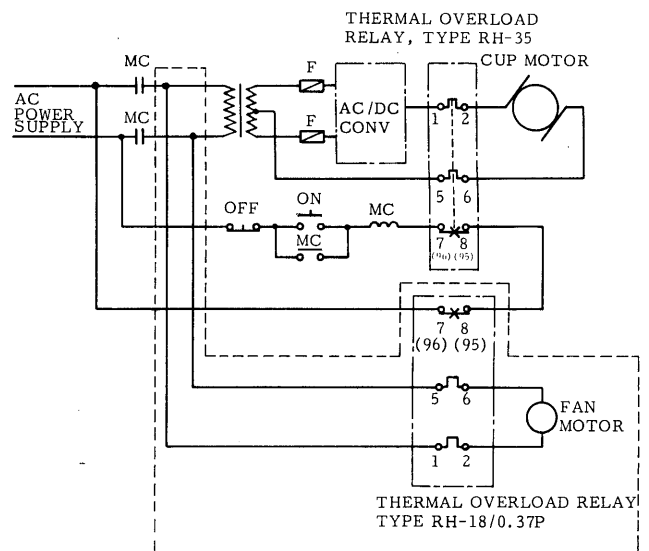 THERMAL OVERLOAD
RELAY, TYPE RH-35
MC
F
CUP MOTOR
AC
POWER
SUPPLY
MC
F
AC/DC
CONV
1 2
5 6
OFF
ON
MC
MC
7 8
(96) (95)
7 8
(96) (95)
5 6
FAN
MOTOR
1 2
THERMAL OVERLOAD RELAY
TYPE RH-18/0.37P